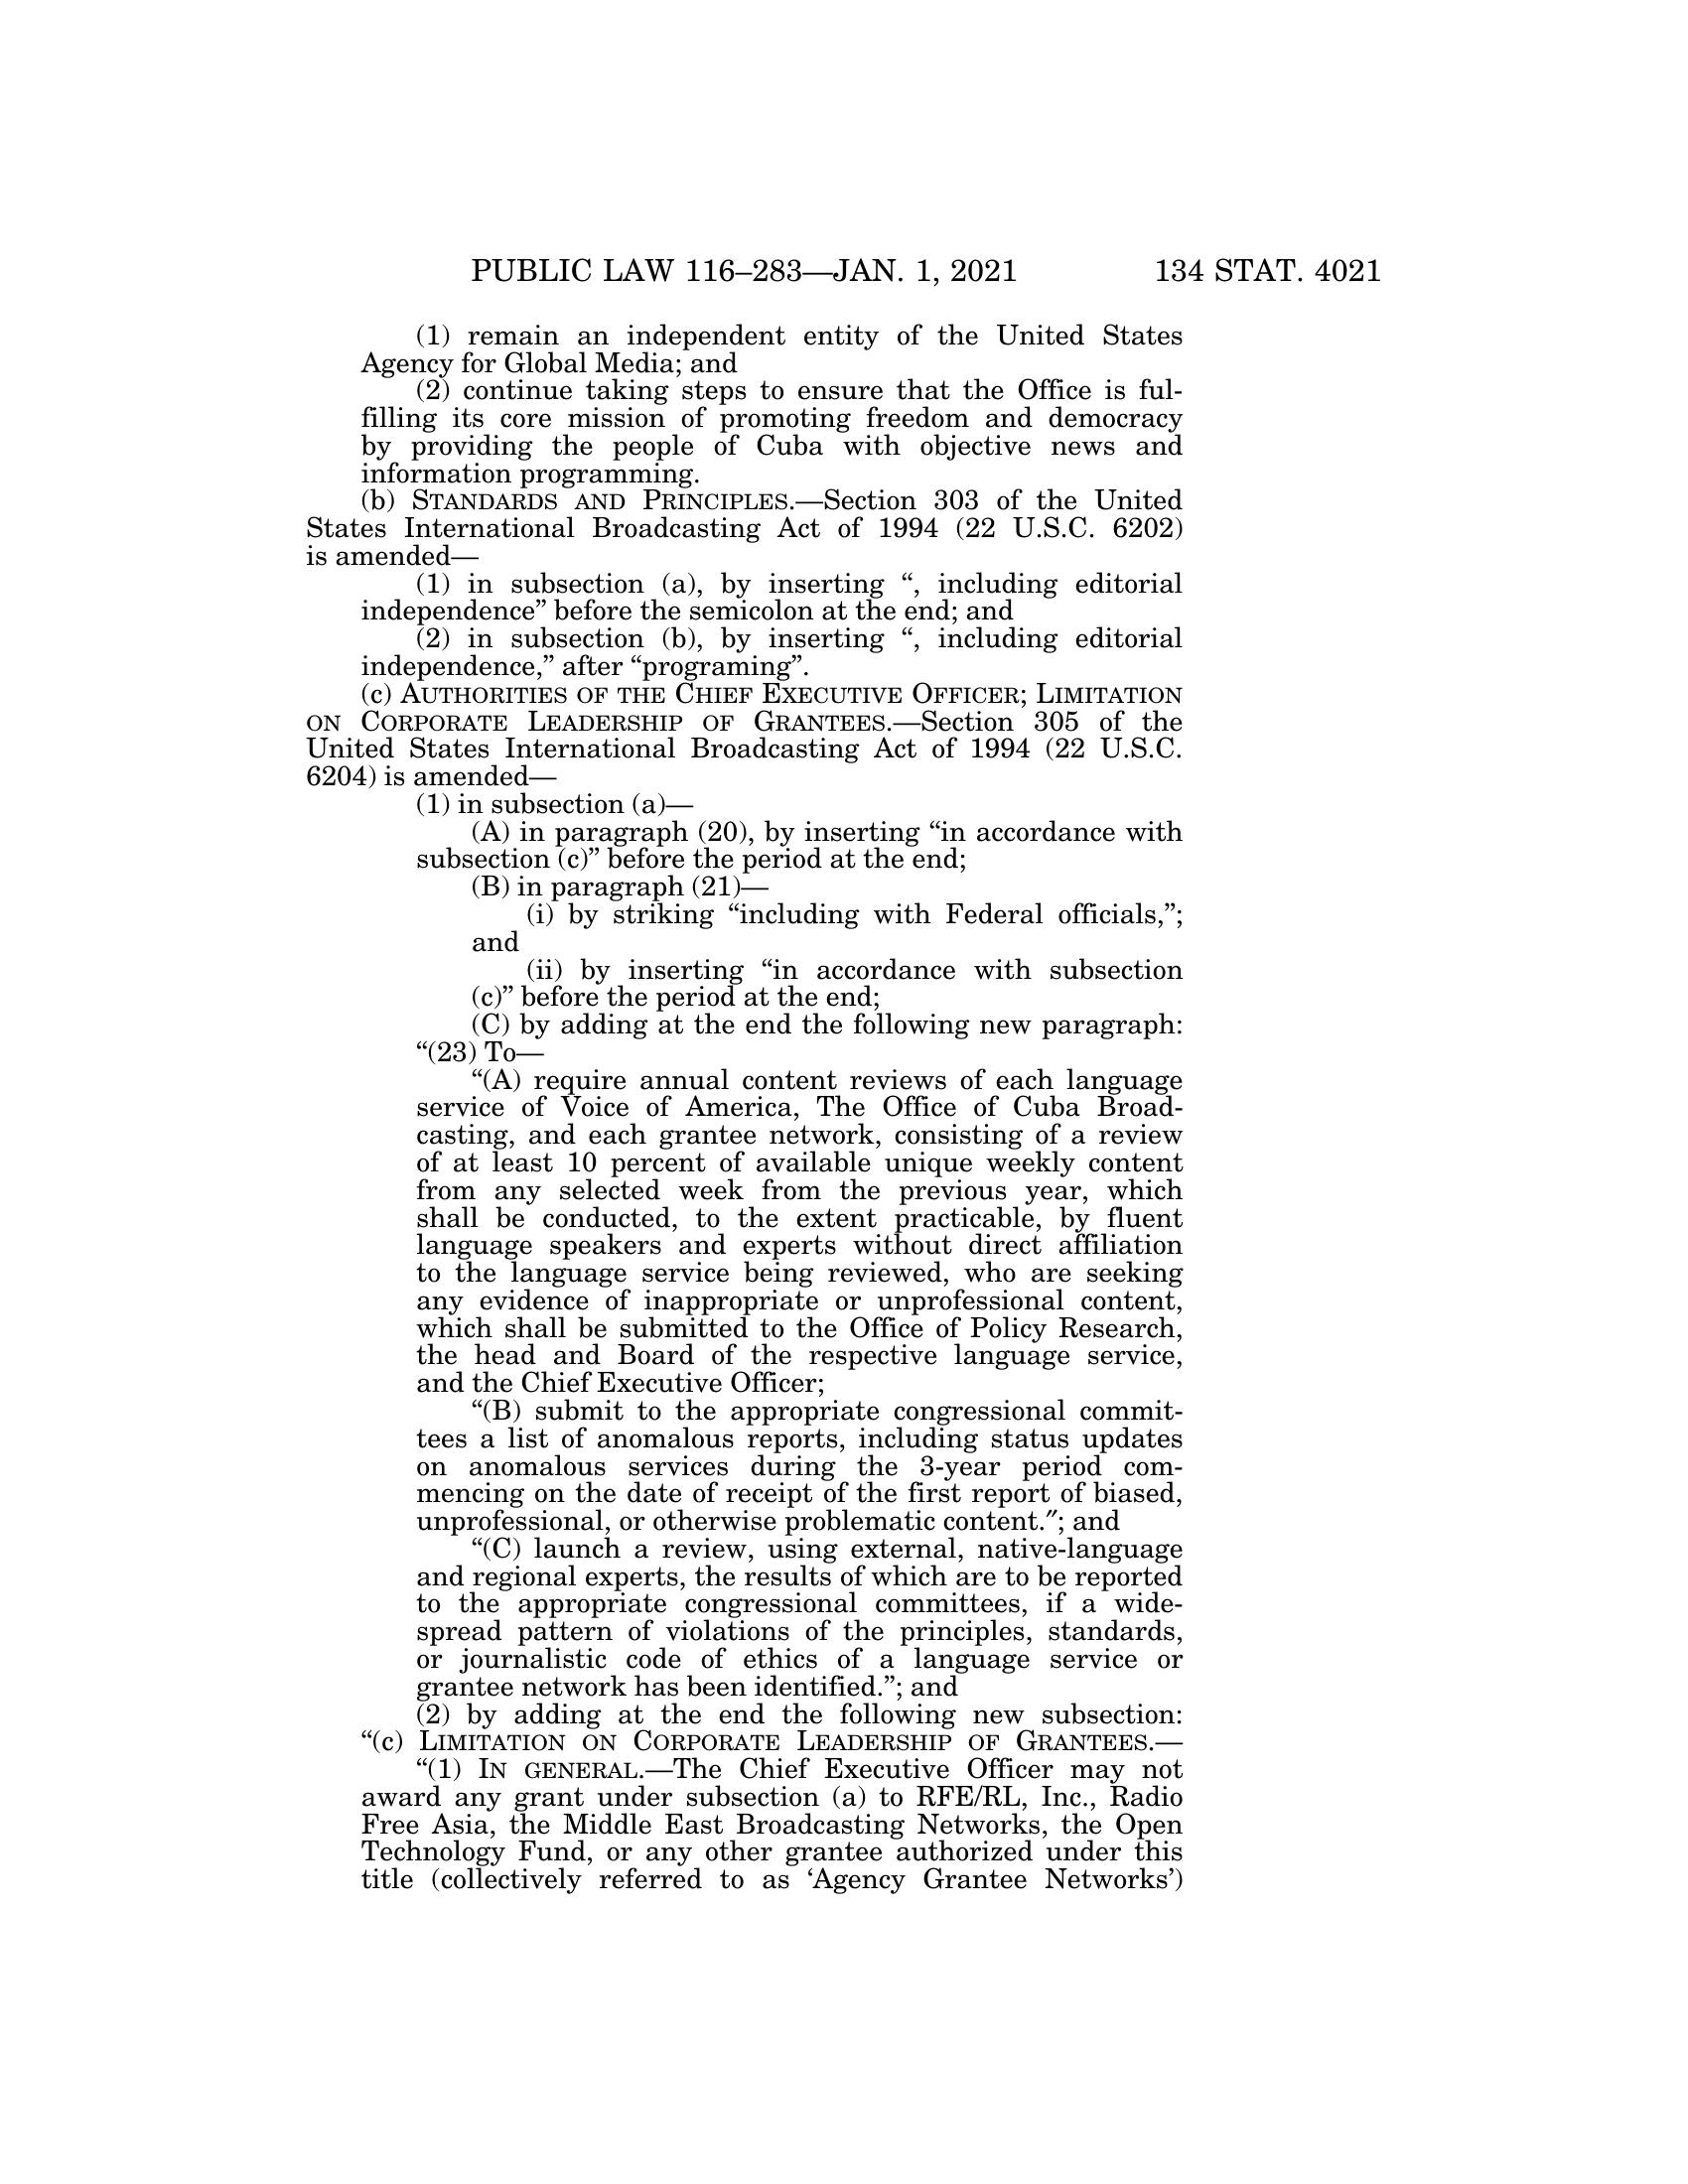 PUBLIC LAW 116–283—JAN. 1, 2021 134 STAT. 4021
(1) remain an independent entity of the United States
Agency for Global Media; and
(2) continue taking steps to ensure that the Office is ful-
filling its core mission of promoting freedom and democracy
by providing the people of Cuba with objective news and
information programming.
(b) STANDARDS AND PRINCIPLES.—Section 303 of the United
States International Broadcasting Act of 1994 (22 U.S.C. 6202)
is amended—
(1) in subsection (a), by inserting “, including editorial
independence” before the semicolon at the end; and
(2) in subsection (b), by inserting “, including editorial
independence,” after “programing”.
(c) AUTHORITIES OF THE CHIEF EXECUTIVE OFFICER; LIMITATION
ON CORPORATE LEADERSHIP OF GRANTEES.—Section 305 of the
United States International Broadcasting Act of 1994 (22 U.S.C.
6204) is amended—
(1) in subsection (a)—
(A) in paragraph (20), by inserting “in accordance with
subsection (c)” before the period at the end;
(B) in paragraph (21)—
(i) by striking “including with Federal officials,”;
and
(ii) by inserting “in accordance with subsection
(c)” before the period at the end;
(C) by adding at the end the following new paragraph:
“(23) To—
“(A) require annual content reviews of each language
service of Voice of America, The Office of Cuba Broad-
casting, and each grantee network, consisting of a review
of at least 10 percent of available unique weekly content
from any selected week from the previous year, which
shall be conducted, to the extent practicable, by fluent
language speakers and experts without direct affiliation
to the language service being reviewed, who are seeking
any evidence of inappropriate or unprofessional content,
which shall be submitted to the Office of Policy Research,
the head and Board of the respective language service,
and the Chief Executive Officer;
“(B) submit to the appropriate congressional commit-
tees a list of anomalous reports, including status updates
on anomalous services during the 3-year period com-
mencing on the date of receipt of the first report of biased,
unprofessional, or otherwise problematic content.″; and
“(C) launch a review, using external, native-language
and regional experts, the results of which are to be reported
to the appropriate congressional committees, if a wide-
spread pattern of violations of the principles, standards,
or journalistic code of ethics of a language service or
grantee network has been identified.”; and
(2) by adding at the end the following new subsection:
“(c) LIMITATION ON CORPORATE LEADERSHIP OF GRANTEES.—
“(1) IN GENERAL.—The Chief Executive Officer may not
award any grant under subsection (a) to RFE/RL, Inc., Radio
Free Asia, the Middle East Broadcasting Networks, the Open
Technology Fund, or any other grantee authorized under this
title (collectively referred to as ‘Agency Grantee Networks’)